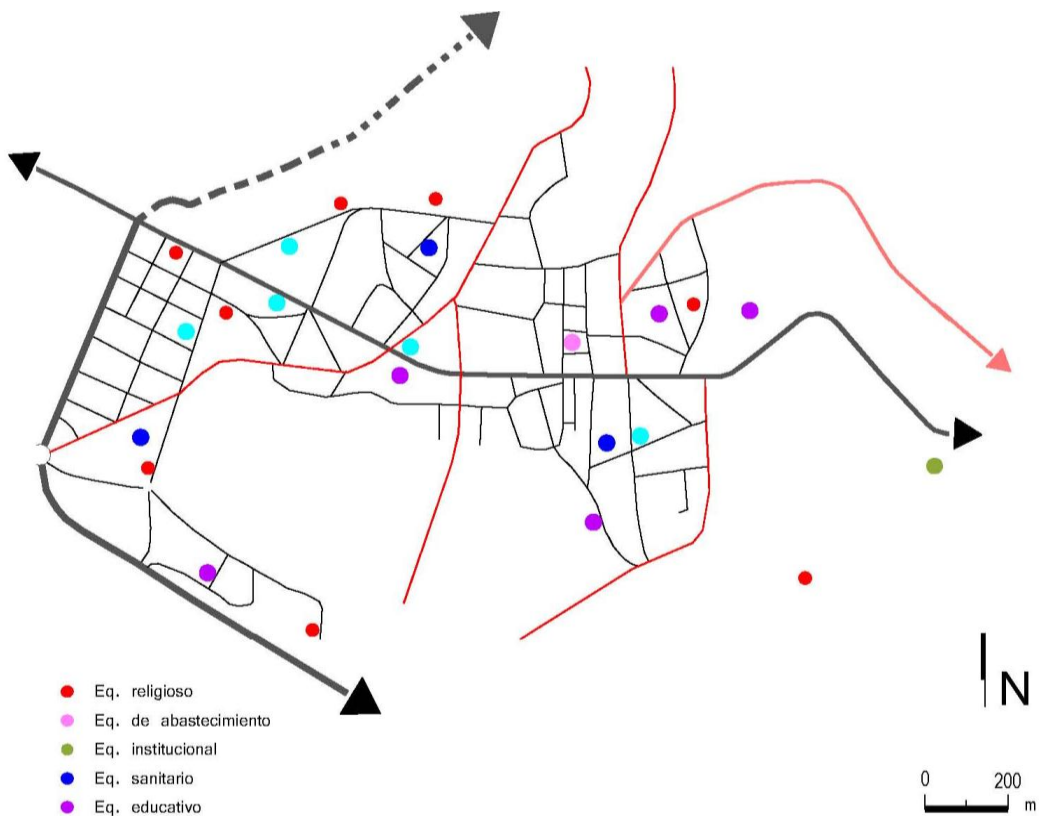 Eq. religioso
Eq. de abastecimiento
Eq. institucional
Eq. sanitario
Eq. educativo
N
0 200
m